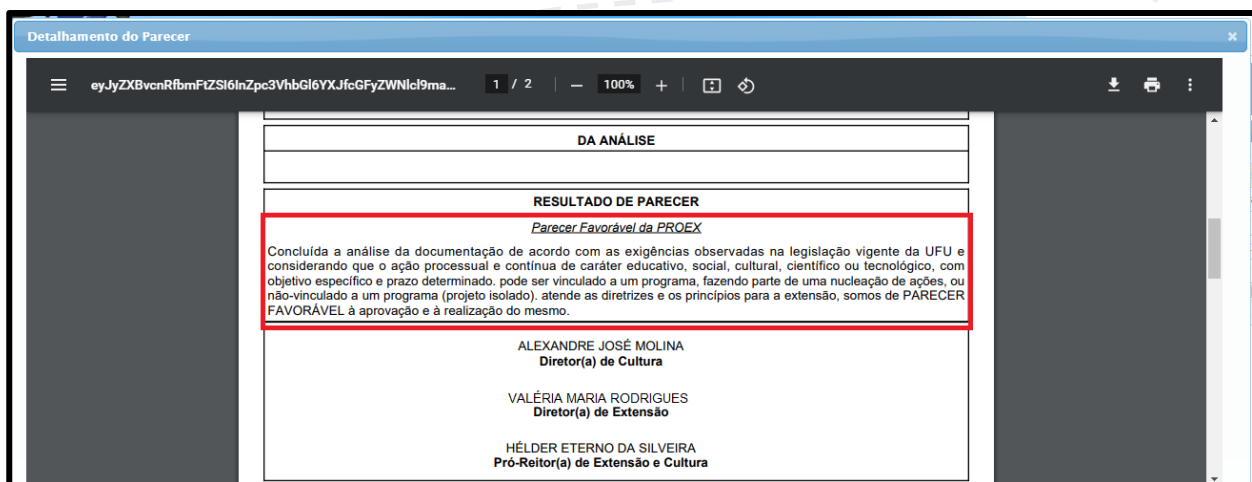 Detalhamento do Parecer
eyJyZXBvcnRfbmFtZSI6InZpc3VhbGl6YXJfcGFyZWNlcl9ma... 1 / 2 100%
DA ANÁLISE
RESULTADO DE PARECER
Parecer Favorável da PROEX
Concluída a análise da documentação de acordo com as exigências observadas na legislação vigente da UFU e
considerando que o ação processual e contínua de caráter educativo, social, cultural, científico ou tecnológico, com
objetivo específico e prazo determinado. pode ser vinculado a um programa, fazendo parte de uma nucleação de ações, ou
não-vinculado a um programa (projeto isolado). atende as diretrizes e os princípios para a extensão, somos de PARECER
FAVORÁVEL à aprovação e à realização do mesmo.
ALEXANDRE JOSÉ MOLINA
Diretor(a) de Cultura
VALÉRIA MARIA RODRIGUES
Diretor(a) de Extensão
HÉLDER ETERNO DA SILVEIRA
Pró-Reitor(a) de Extensão e Cultura